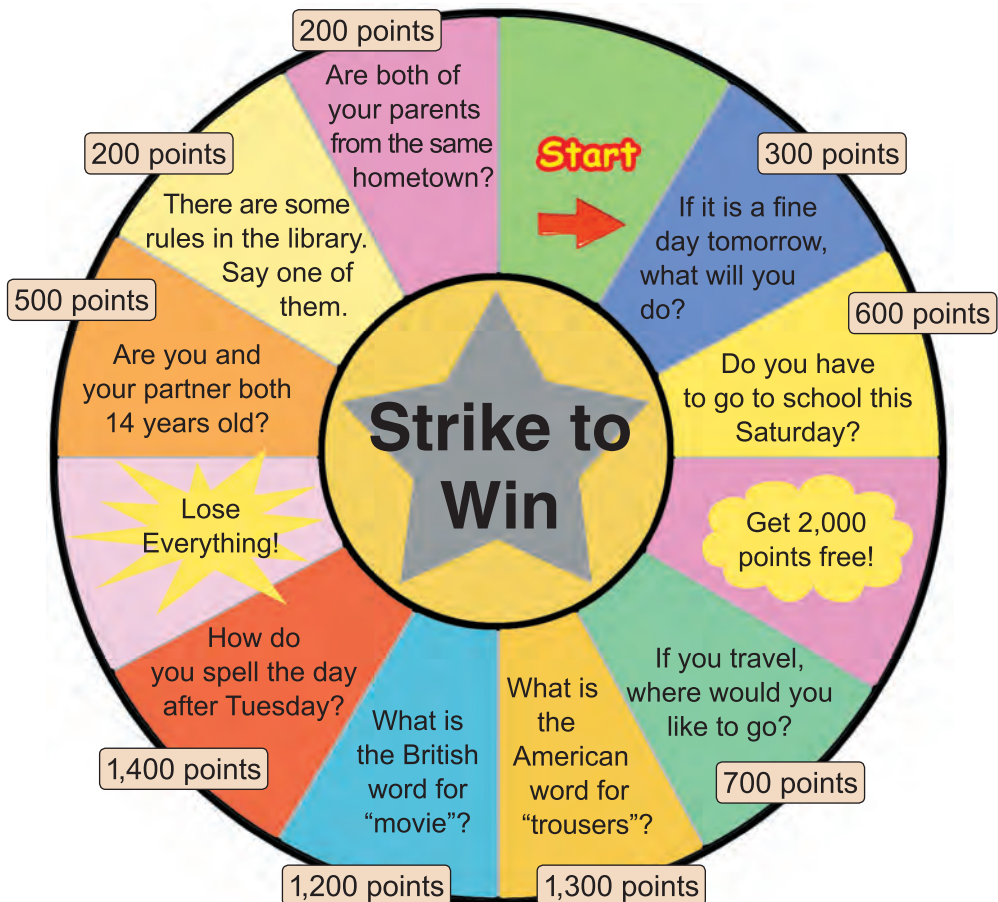 Start
300 points
If it is a fine
day tomorrow,
what will you
do?
600 points
Do you have
to go to school this
Saturday?
Get 2,000
points free!
If you travel,
where would you
like to go?
700 points
What is
the
American
word for
“trousers”?
1,300 points
What is
the British
word for
“movie”?
1,200 points
How do
you spell the day
after Tuesday?
1,400 points
Lose
Everything!
500 points
Are you and
your partner both
14 years old?
200 points
There are some
rules in the library.
Say one of
them.
200 points
Are both of
your parents
from the same
hometown?
Strike to
Win